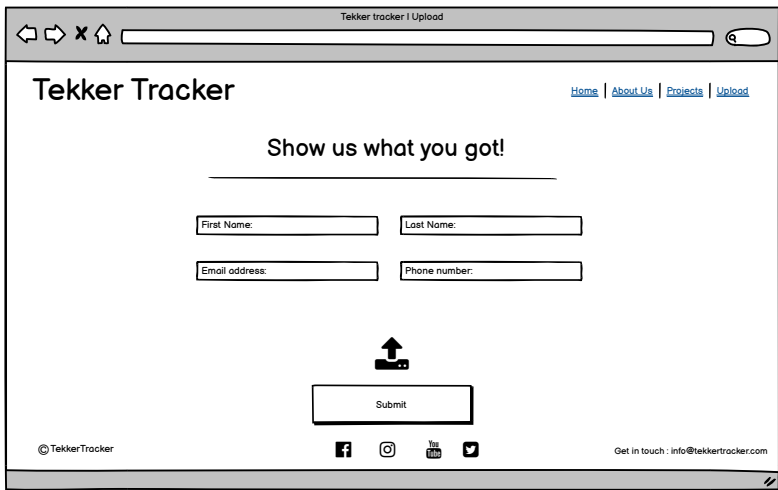 Tekker tracker | Upload
Tekker Tracker
Home | About Us | Projects | Upload
Show us what you got!
First Name:
Last Name:
Email address:
Phone number:
Submit
© TekkerTracker
You
Tube
Get in touch : info@tekkertracker.com